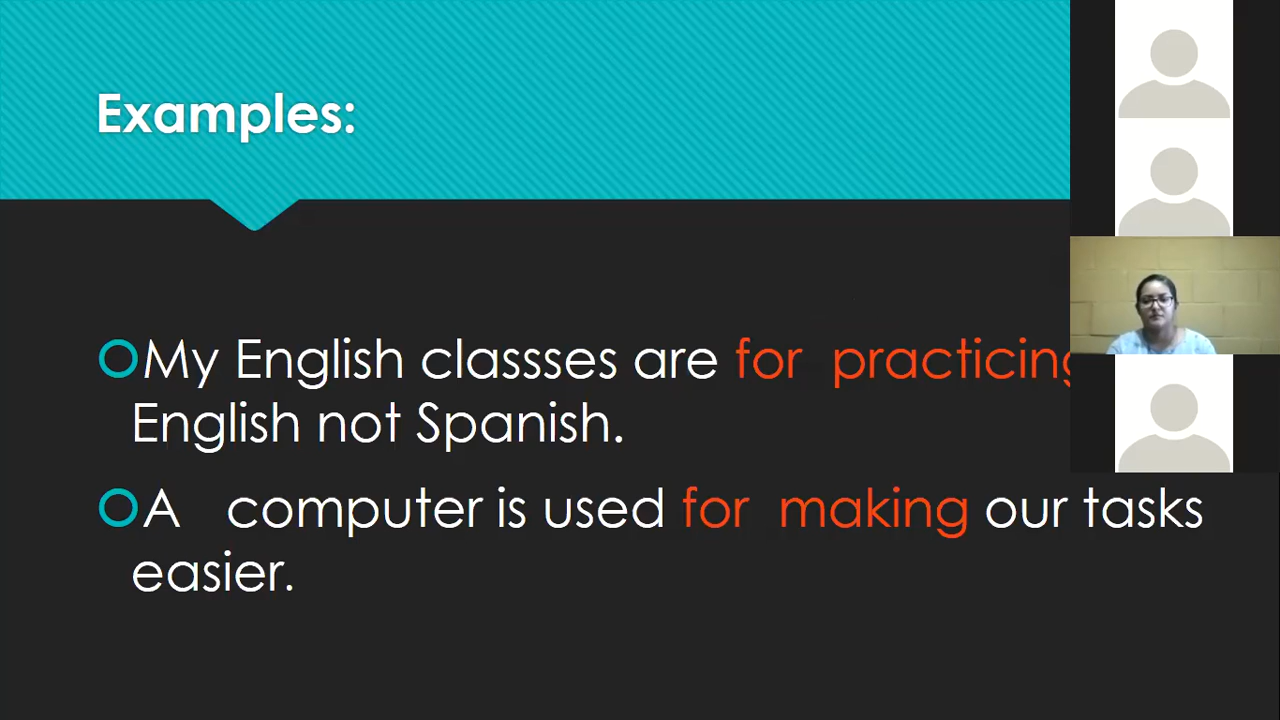 Examples:
My English classses are for practicing
English not Spanish.
A computer is used for making our tasks
easier.